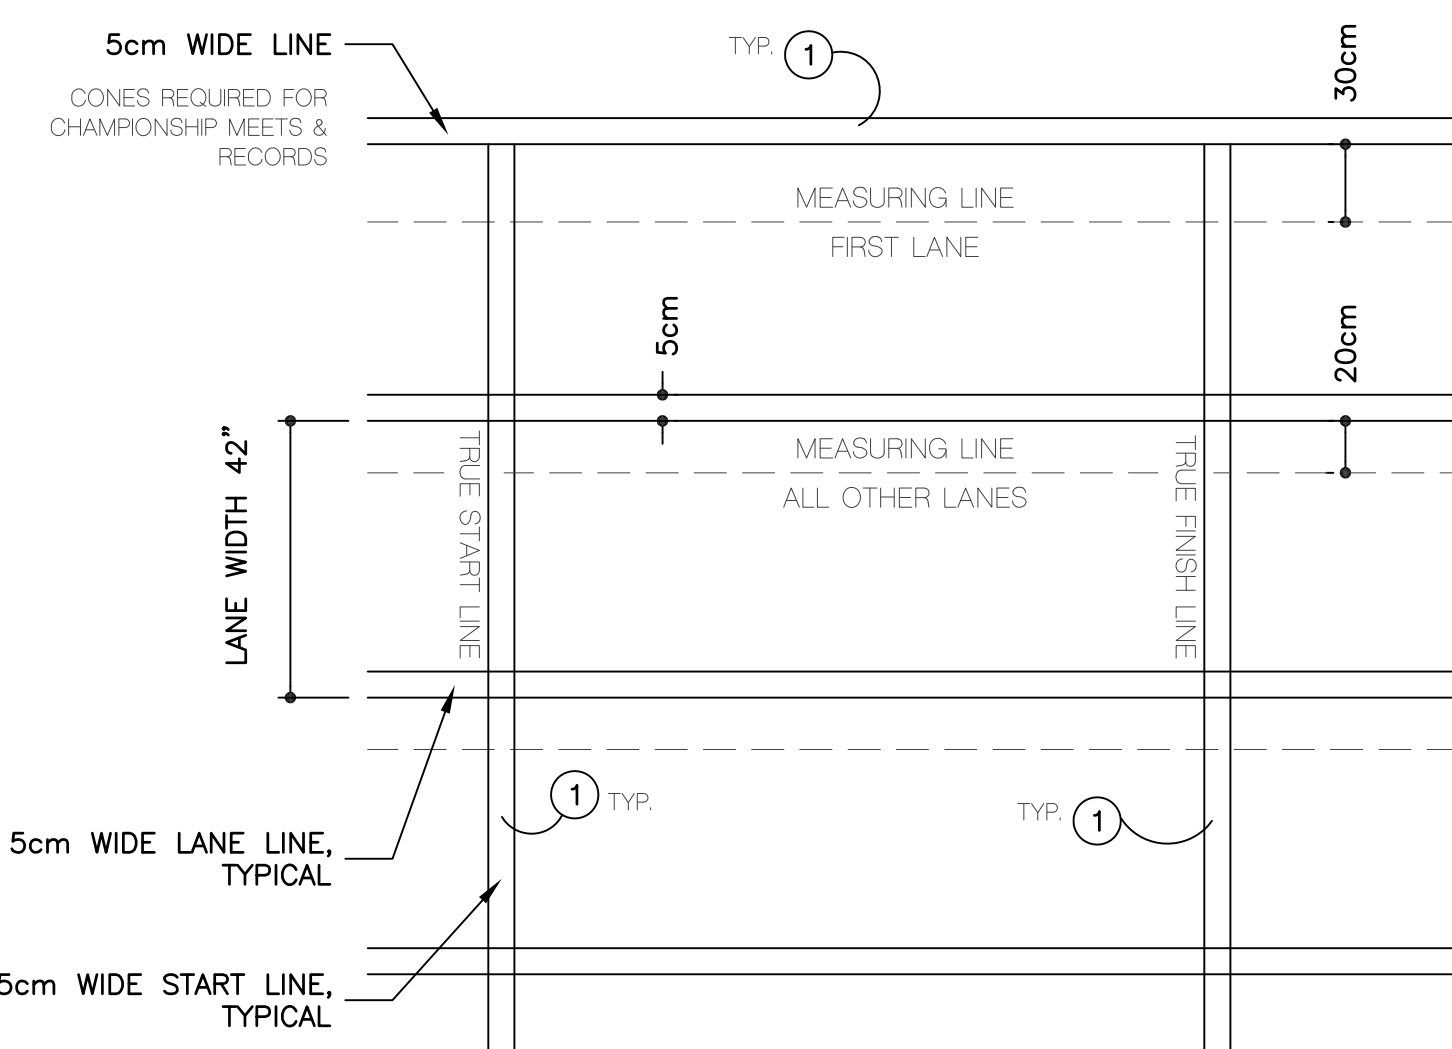 5cm WIDE LINE
CONES REQUIRED FOR
CHAMPIONSHIP MEETS &
RECORDS
TYP. 1
30cm
MEASURING LINE
FIRST LANE
5cm
20cm
LANE WIDTH 42”
TRUE START LINE
MEASURING LINE
ALL OTHER LANES
TRUE FINISH LINE
1 TYP.
TYP. 1
5cm WIDE LANE LINE,
TYPICAL
5cm WIDE START LINE,
TYPICAL